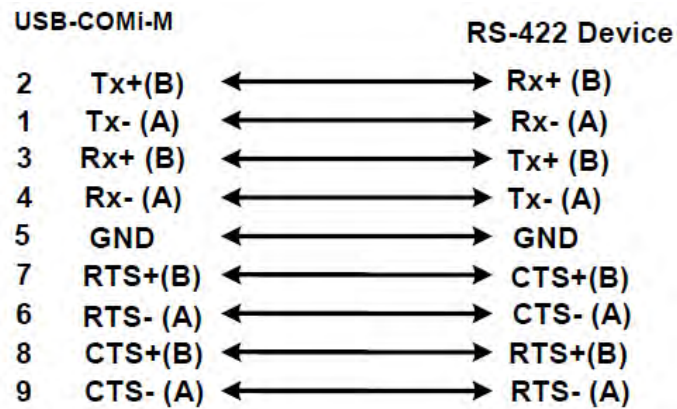 USB-COMi-M RS-422 Device
2 Tx+(B) Rx+ (B)
1 Tx- (A) Rx- (A)
3 Rx+ (B) Tx+ (B)
4 Rx- (A) Tx- (A)
5 GND GND
7 RTS+(B) CTS+(B)
6 RTS- (A) CTS- (A)
8 CTS+(B) RTS+(B)
9 CTS- (A) RTS- (A)